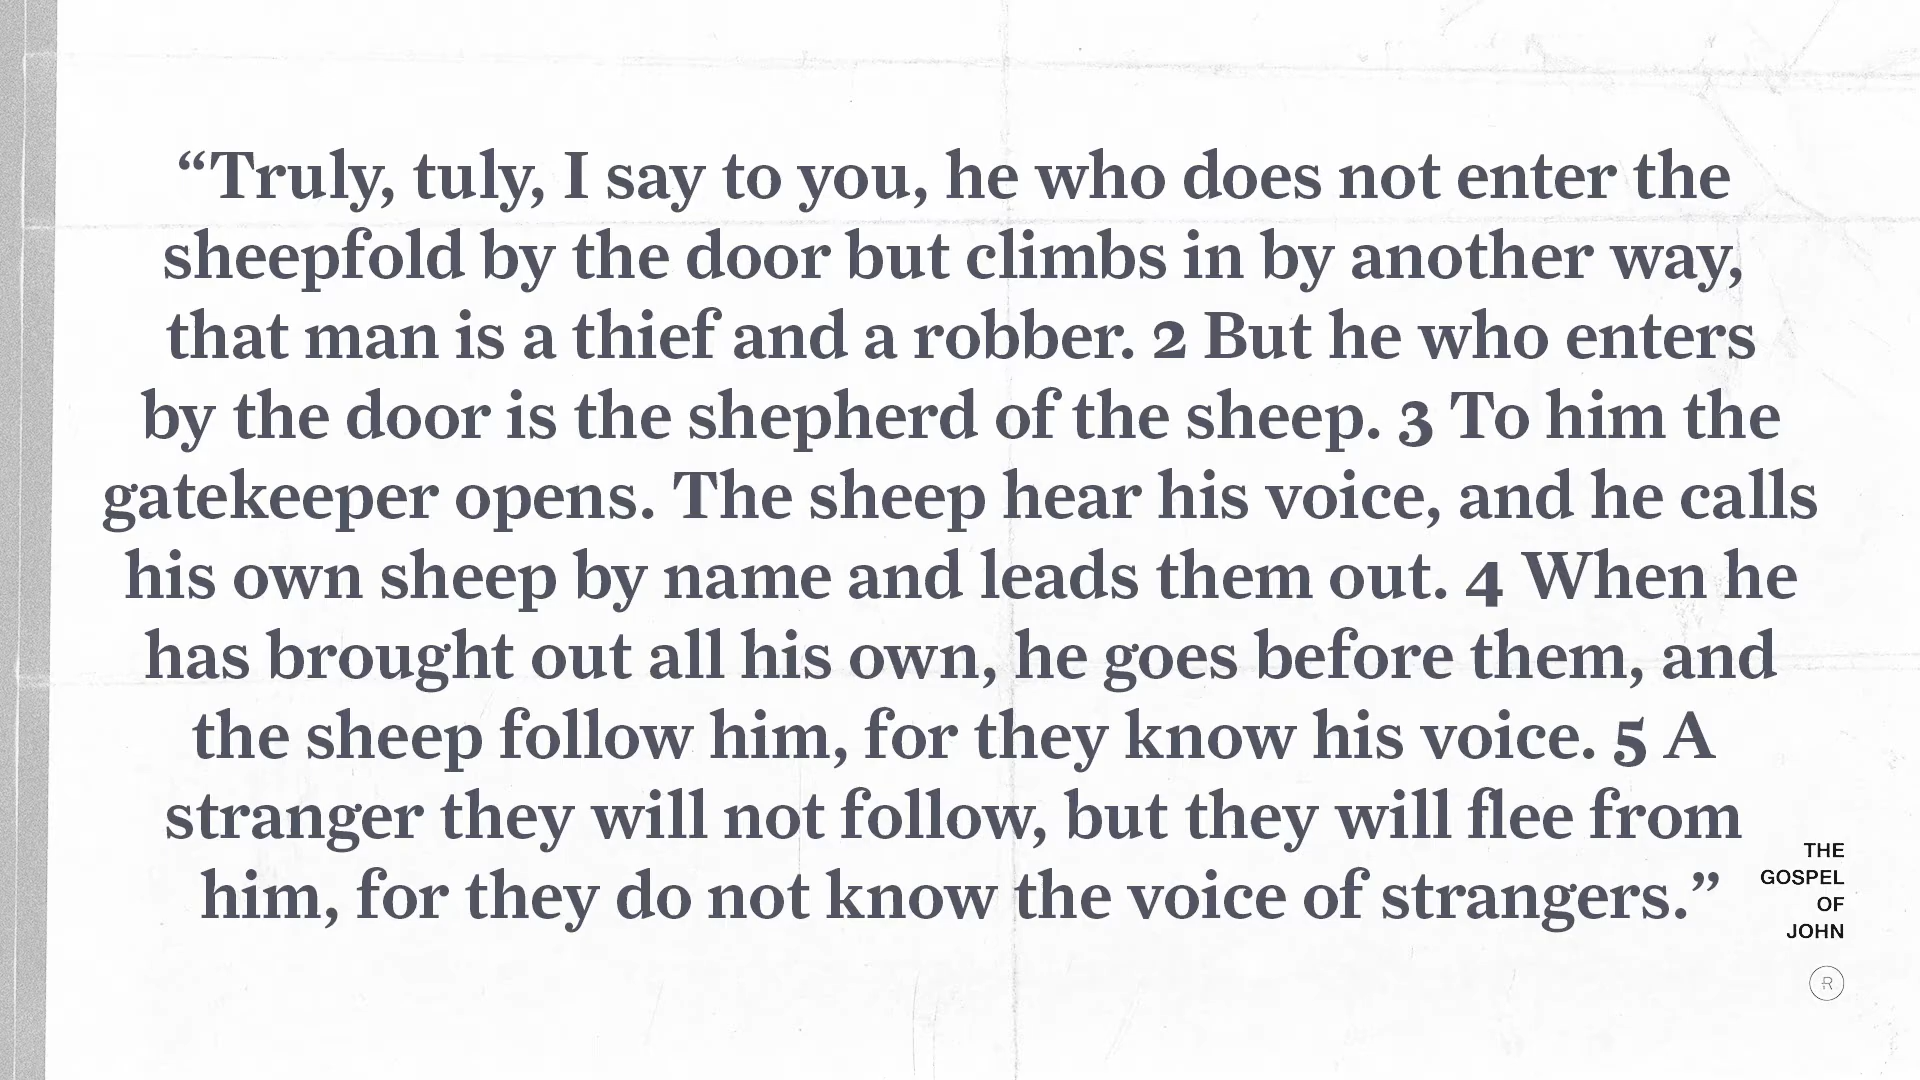 “Truly, tuly, I say to you, he who does not enter the
sheepfold by the door but climbs in by another way,
that man is a thief and a robber. 2 But he who enters
by the door is the shepherd of the sheep. 3 To him the
gatekeeper opens. The sheep hear his voice, and he calls
his own sheep by name and leads them out. 4 When he
has brought out all his own, he goes before them, and
the sheep follow him, for they know his voice. 5 A
stranger they will not follow, but they will flee from
him, for they do not know the voice of strangers.”
THE
GOSPEL
OF
JOHN
R